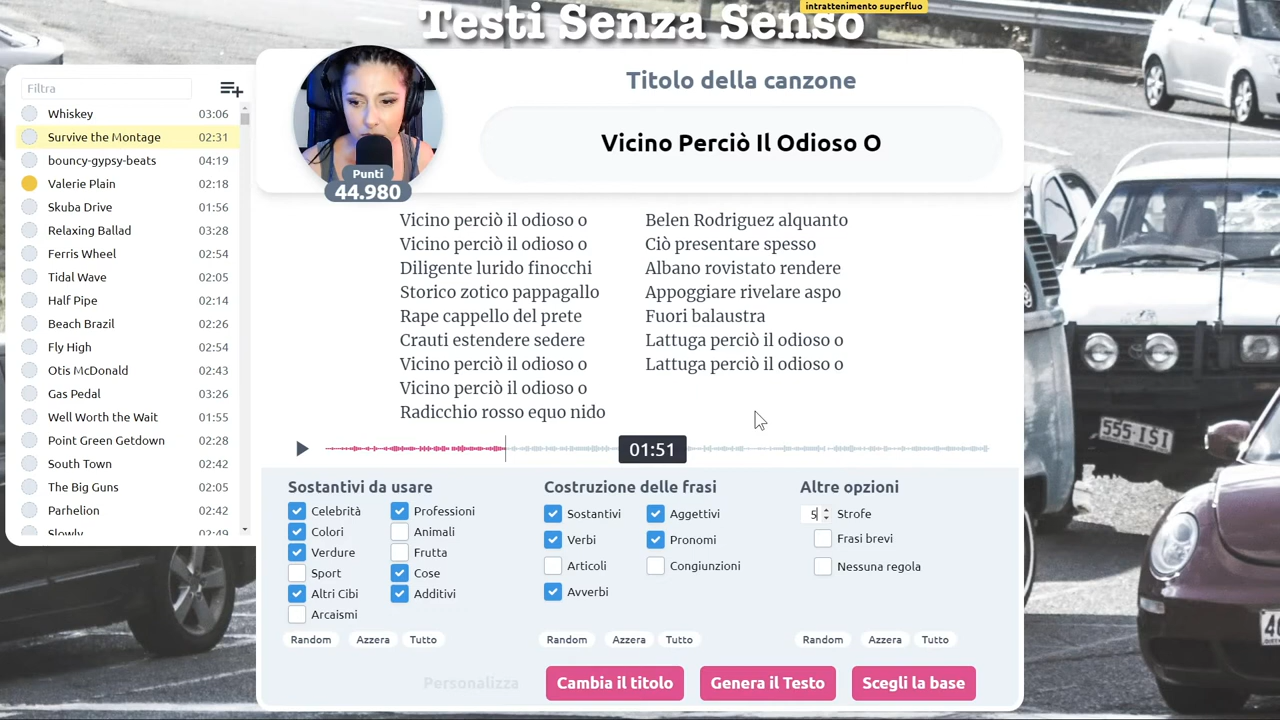 intrattenimento superfluo
Testi Senza Senso
Filtra
Whiskey 03:06
Survive the Montage 02:31
bouncy-gypsy-beats 04:19
Valerie Plain 02:18
Skuba Drive 01:56
Relaxing Ballad 03:28
Ferris Wheel 02:54
Tidal Wave 02:05
Half Pipe 02:14
Beach Brazil 02:26
Fly High 02:54
Otis McDonald 02:43
Gas Pedal 03:26
Well Worth the Wait 01:55
Point Green Getdown 02:28
South Town 02:42
The Big Guns 02:05
Parhelion 02:42
Slowly 02:49
Punti
44.980
Titolo della canzone
Vicino Perciò Il Odioso O
Vicino perciò il odioso o
Vicino perciò il odioso o
Diligente lurido finocchi
Storico zotico pappagallo
Rape cappello del prete
Crauti estendere sedere
Vicino perciò il odioso o
Vicino perciò il odioso o
Radicchio rosso equo nido
Belen Rodriguez alquanto
Ciò presentare spesso
Albano rovistato rendere
Appoggiare rivelare aspo
Fuori balaustra
Lattuga perciò il odioso o
Lattuga perciò il odioso o
01:51
Sostantivi da usare
Celebrità Professioni
Colori Animali
Verdure Frutta
Sport Cose
Altri Cibi Additivi
Arcaismi
Random Azzera Tutto
Costruzione delle frasi
Sostantivi Aggettivi
Verbi Pronomi
Articoli Congiunzioni
Avverbi
Random Azzera Tutto
Altre opzioni
5 Strofe
Frasi brevi
Nessuna regola
Random Azzera Tutto
Personalizza
Cambia il titolo
Genera il Testo
Scegli la base
555·ISI